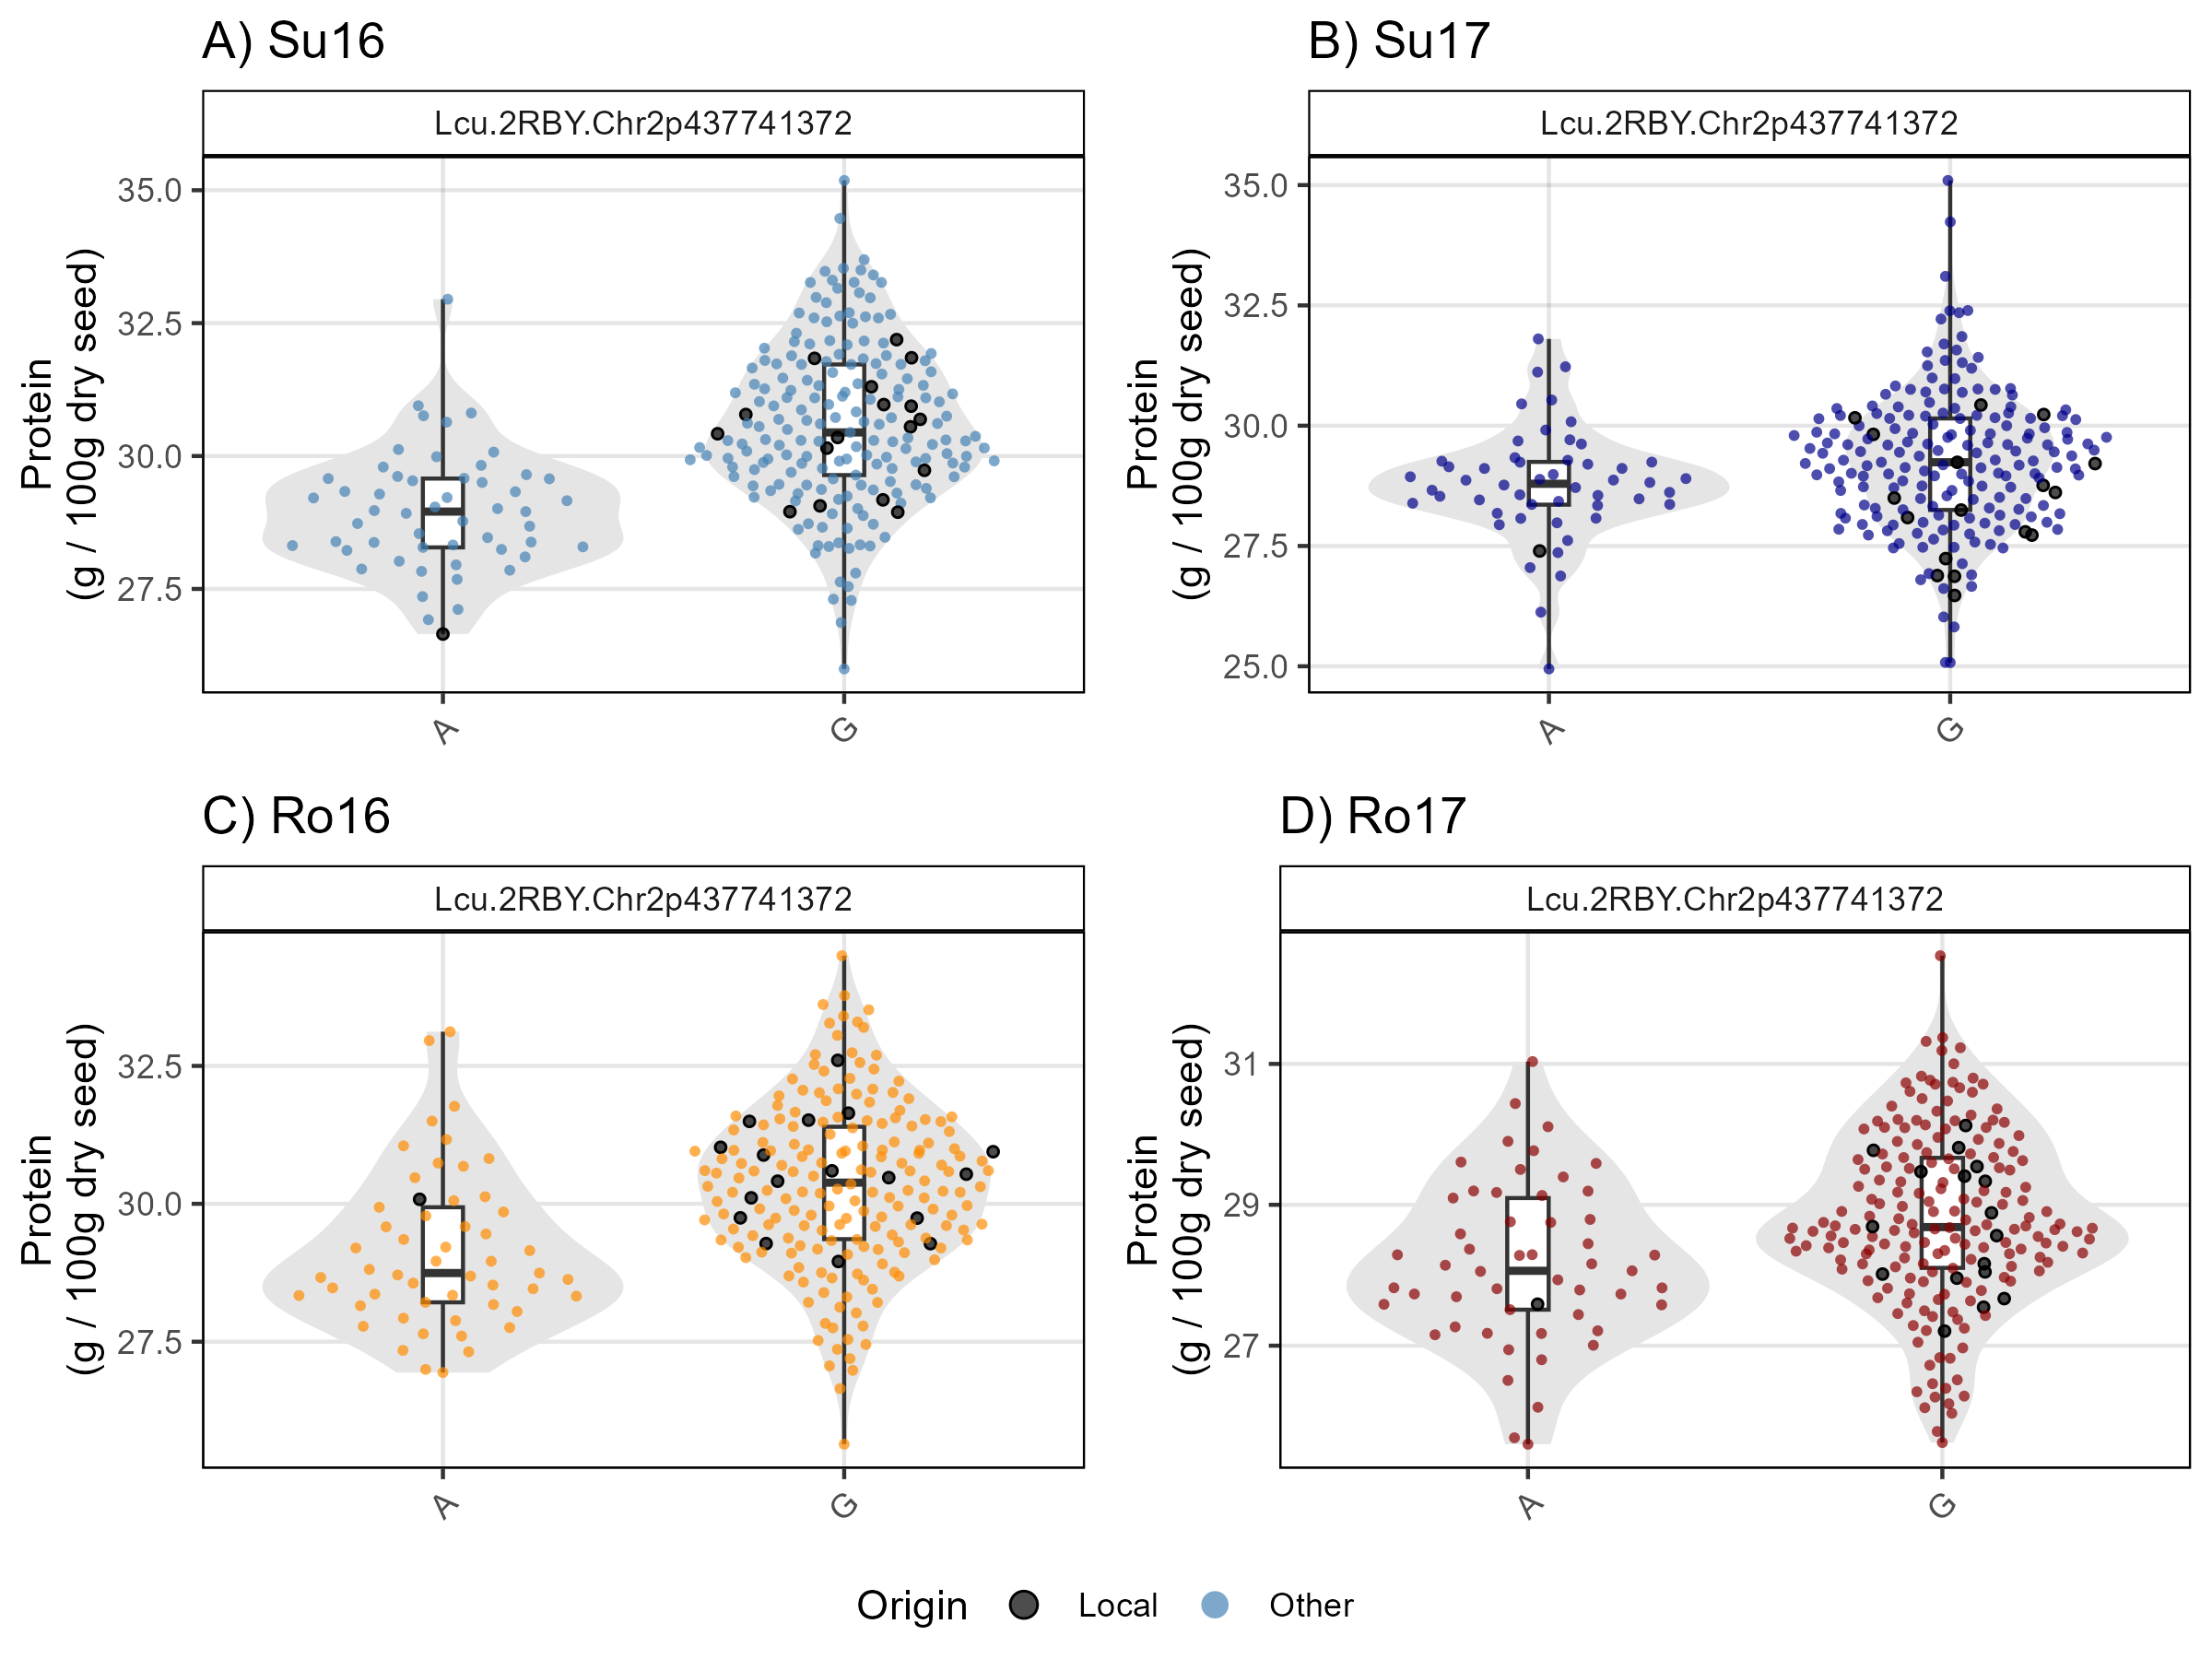 A) Su16
Lcu.2RBY.Chr2p437741372
Protein
(g / 100g dry seed)
35.0
32.5
30.0
27.5
A
G
B) Su17
Lcu.2RBY.Chr2p437741372
Protein
(g / 100g dry seed)
35.0
32.5
30.0
27.5
25.0
A
G
C) Ro16
Lcu.2RBY.Chr2p437741372
Protein
(g / 100g dry seed)
32.5
30.0
27.5
A
G
D) Ro17
Lcu.2RBY.Chr2p437741372
Protein
(g / 100g dry seed)
31
29
27
A
G
Origin Local Other